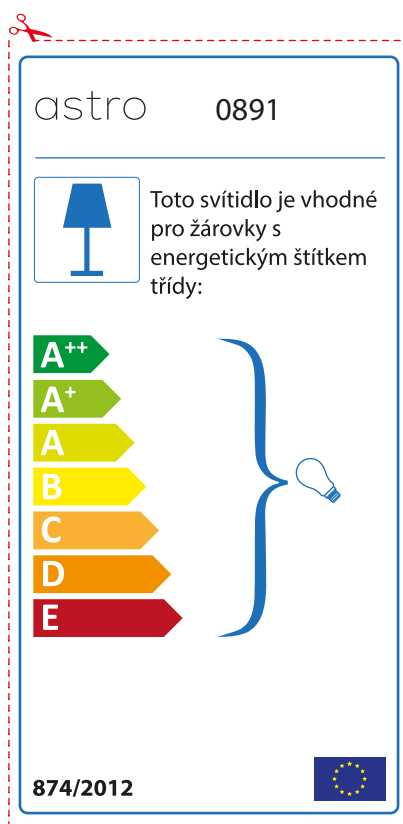 astro 0891
Toto svítidlo je vhodné
pro žárovky s
energetickým štítkem
třídy:
A++
A+
A
B
C
D
E
874/2012